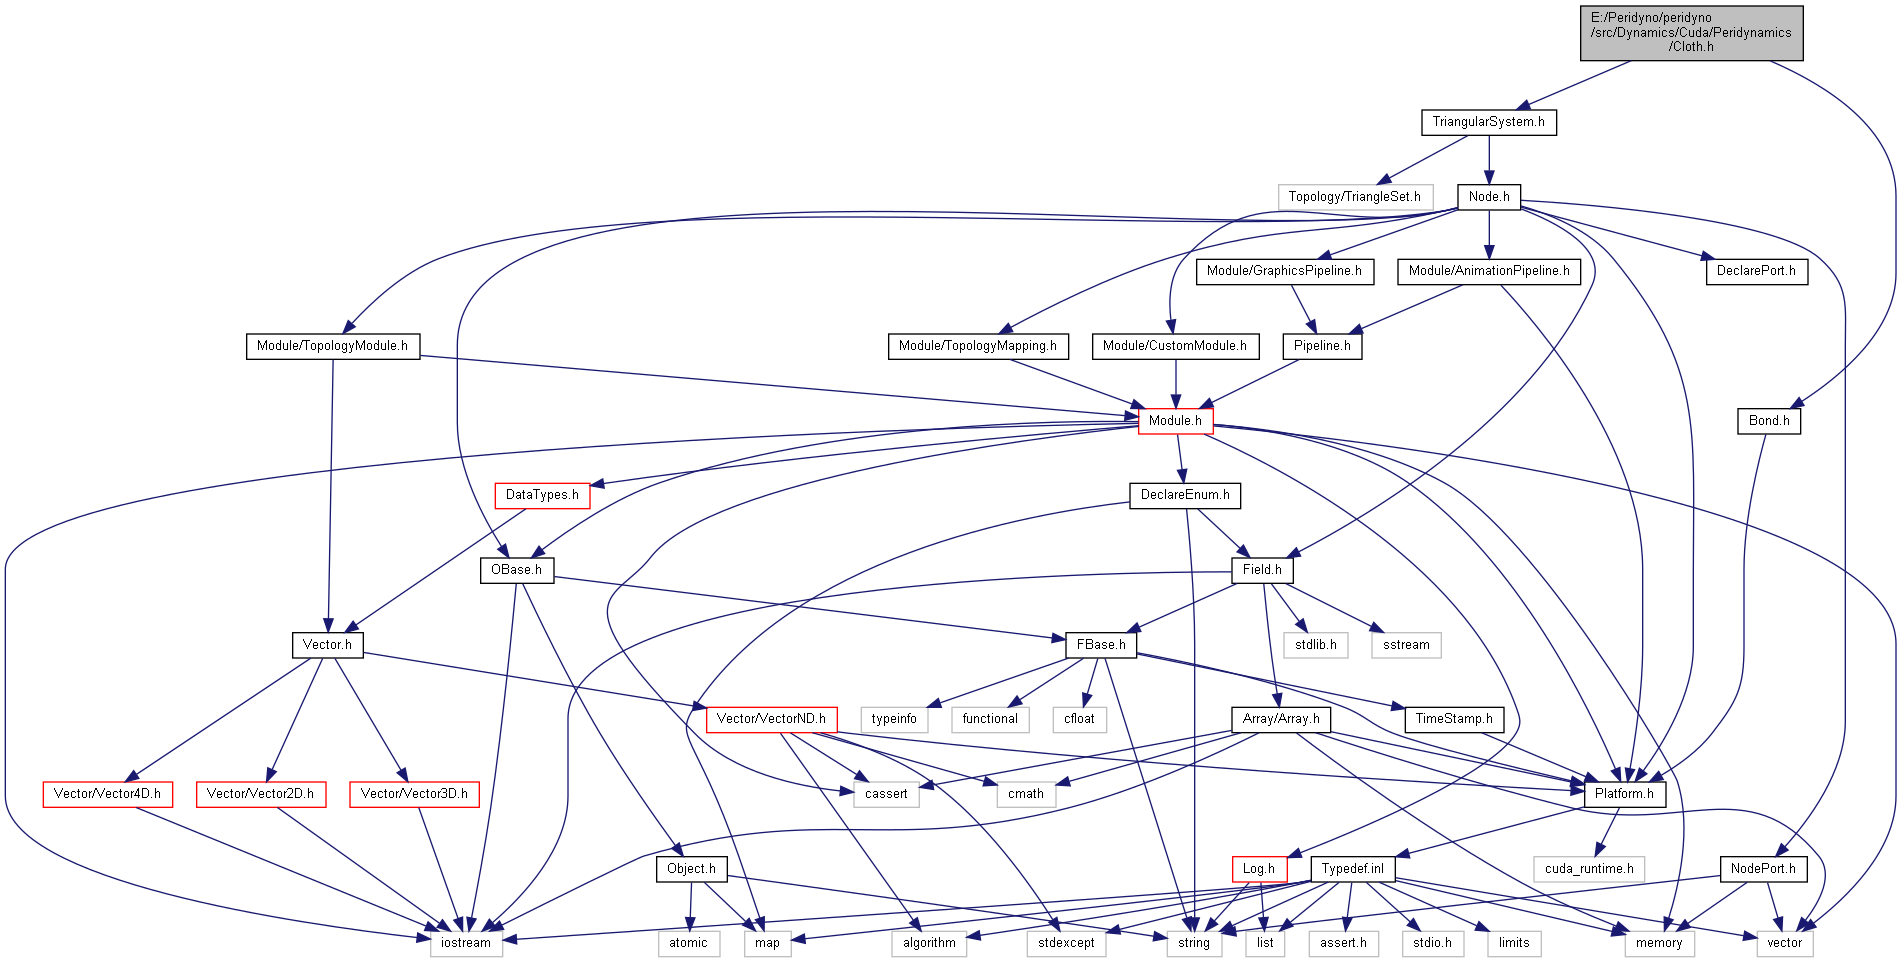 E:/Peridyno/peridyno
/src/Dynamics/Cuda/Peridynamics
/Cloth.h
TriangularSystem.h
Topology/TriangleSet.h
Node.h
Module/GraphicsPipeline.h
Module/AnimationPipeline.h
DeclarePort.h
Module/TopologyModule.h
Module/TopologyMapping.h
Module/CustomModule.h
Pipeline.h
Module.h
Bond.h
DataTypes.h
DeclareEnum.h
OBase.h
Field.h
Vector.h
FBase.h
stdlib.h
sstream
Vector/VectorND.h
typeinfo
functional
cfloat
Array/Array.h
TimeStamp.h
Vector/Vector4D.h
Vector/Vector2D.h
Vector/Vector3D.h
cassert
cmath
Platform.h
Object.h
Log.h
Typedef.inl
cuda_runtime.h
NodePort.h
iostream
atomic
map
algorithm
stdexcept
string
list
assert.h
stdio.h
limits
memory
vector